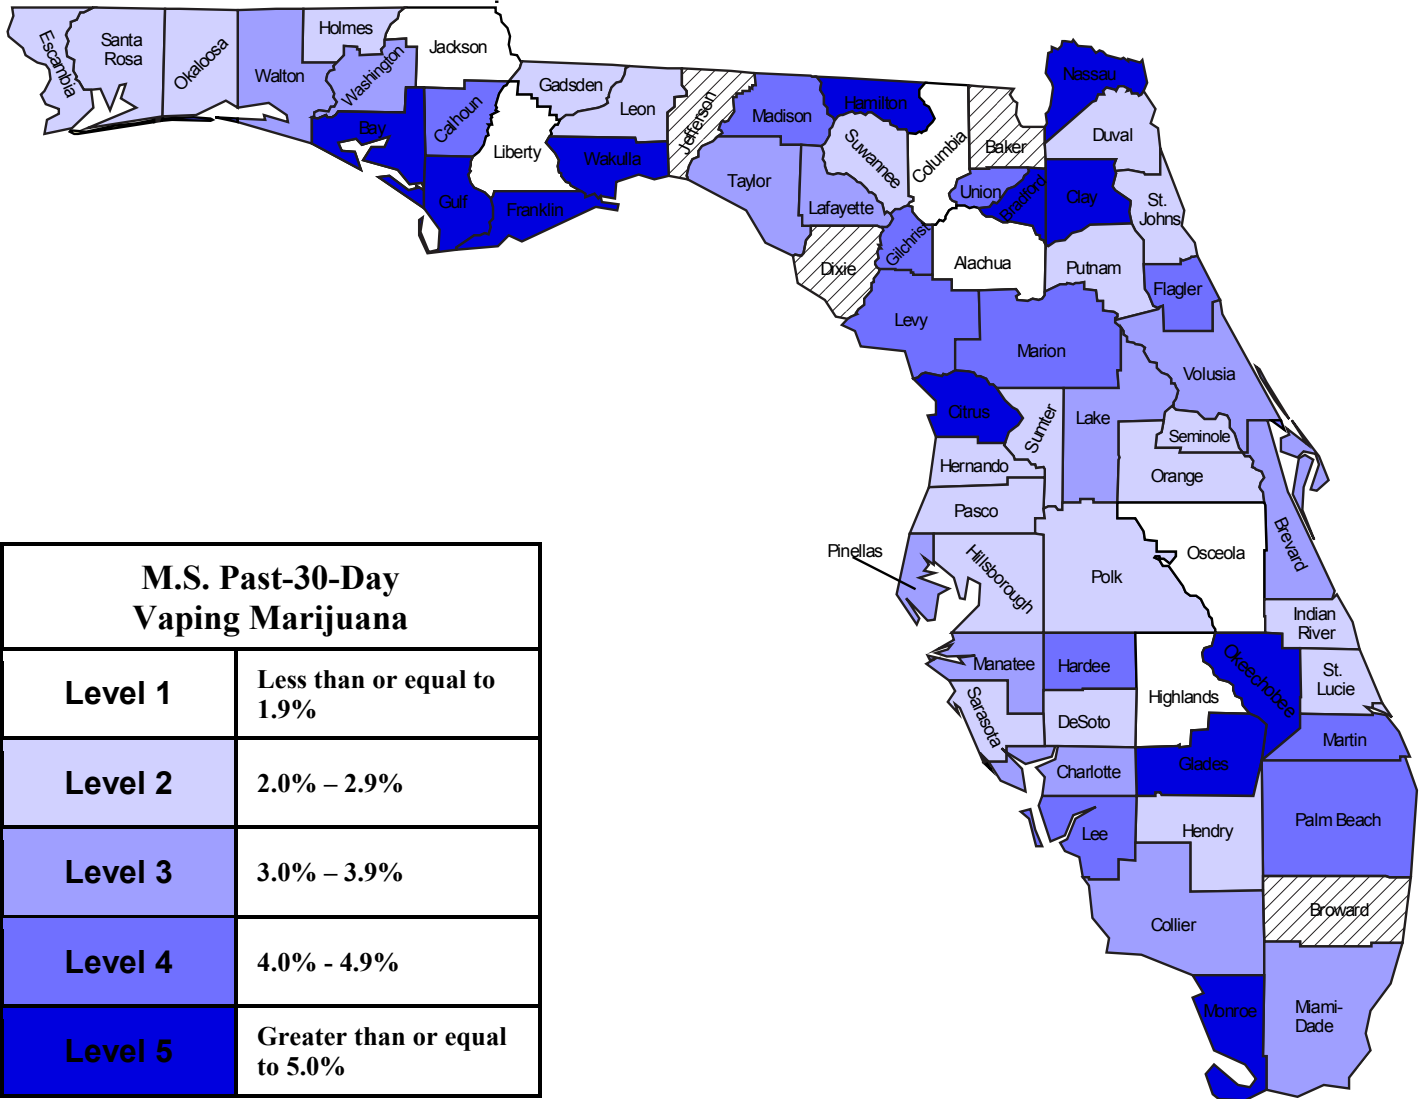 Escambia
Santa
Rosa
Okaloosa
Walton
Holmes
Washington
Jackson
Bay
Calhoun
Gulf
Gadsden
Liberty
Franklin
Leon
Wakulla
Jefferson
Madison
Taylor
Hamilton
Suwannee
Lafayette
Dixie
Columbia
Gilchrist
Baker
Union
Bradford
Nassau
Duval
Clay
St.
Johns
Alachua
Putnam
Flagler
Levy
Marion
Volusia
Citrus
Sumter
Lake
Seminole
Hernando
Orange
Pasco
Pinellas
Hillsborough
Polk
Osceola
Brevard
Indian
River
Manatee
Hardee
Highlands
Okeechobee
St.
Lucie
Sarasota
DeSoto
Martin
Charlotte
Glades
Lee
Hendry
Palm Beach
Collier
Broward
Monroe
Miami-
Dade
M.S. Past-30-Day
Vaping Marijuana
Level 1
Less than or equal to
1.9%
Level 2
2.0% – 2.9%
Level 3
3.0% – 3.9%
Level 4
4.0% - 4.9%
Level 5
Greater than or equal
to 5.0%